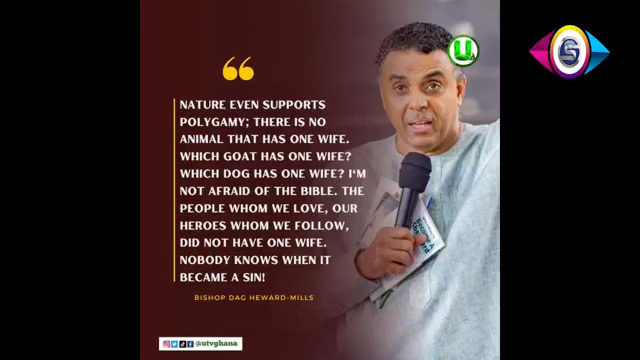 NATURE EVEN SUPPORTS
POLYGAMY; THERE IS NO
ANIMAL THAT HAS ONE WIFE.
WHICH GOAT HAS ONE WIFE?
WHICH DOG HAS ONE WIFE? I'M
NOT AFRAID OF THE BIBLE. THE
PEOPLE WHOM WE LOVE, OUR
HEROES WHOM WE FOLLOW,
DID NOT HAVE ONE WIFE.
NOBODY KNOWS WHEN IT
BECAME A SIN!
BISHOP DAG HEWARD-MILLS
@utvghana